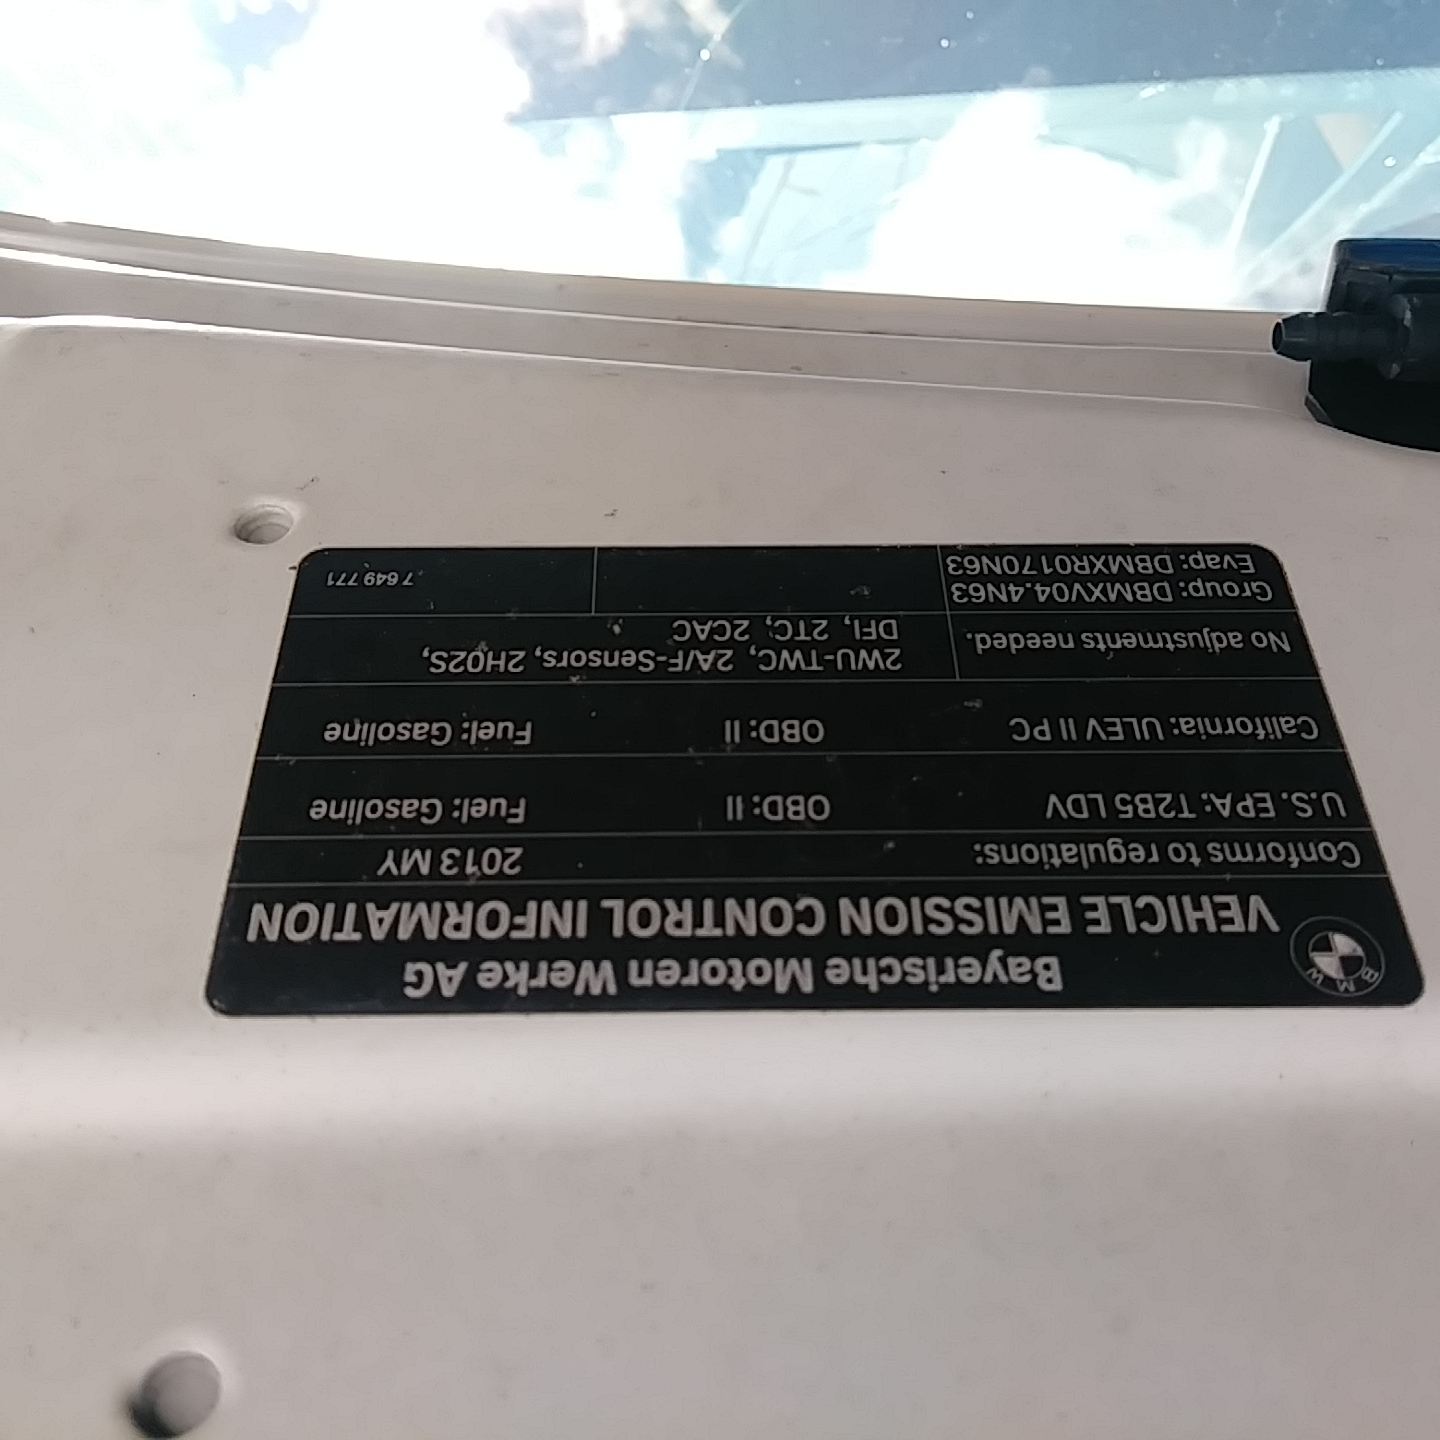 Bayerische Motoren Werke AG
VEHICLE EMISSION CONTROL INFORMATION
BMW
Conforms to regulations: 2013 MY
U.S. EPA: T2B5 LDV OBD: II Fuel: Gasoline
California: ULEV II PC OBD: II Fuel: Gasoline
No adjustments needed. 2WU-TWC, 2A/F-Sensors, 2HO2S,
DFI, 2TC, 2CAC
Group: DBMXV04.4N63
Evap: DBMXR0170N63
7 649 771